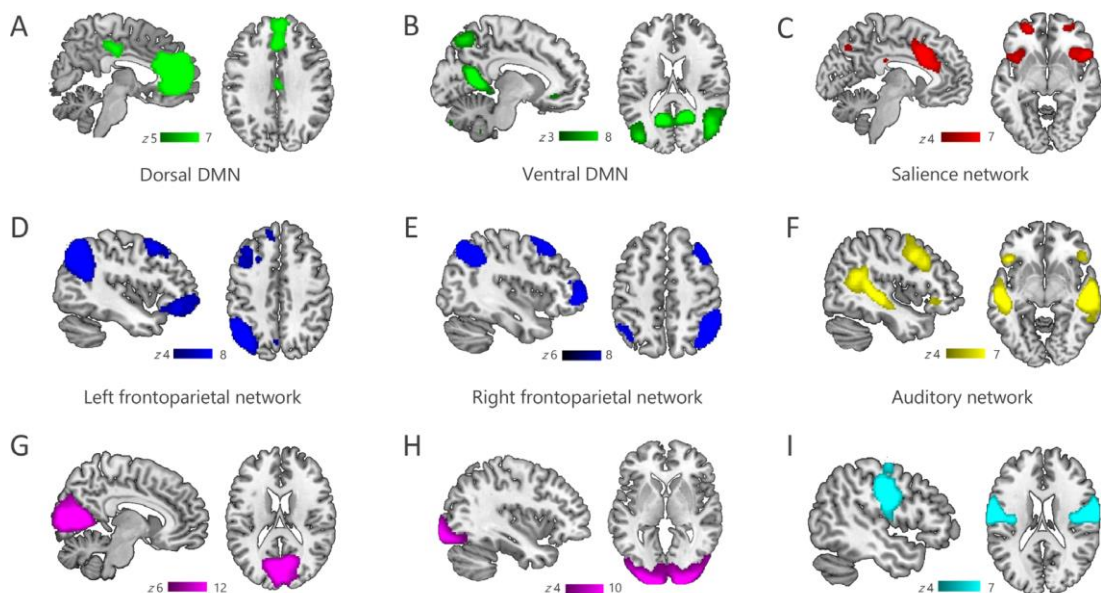 A
B
C
z 5 7
z 3 8
z 4 7
Dorsal DMN
Ventral DMN
Salience network
D
E
F
z 4 8
z 6 8
z 4 7
Left frontoparietal network
Right frontoparietal network
Auditory network
G
H
I
z 6 12
z 4 10
z 4 7